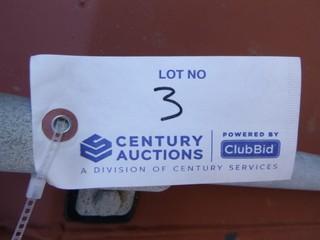 LOT NO
3
CENTURY AUCTIONS
POWERED BY
ClubBid
A DIVISION OF CENTURY SERVICES